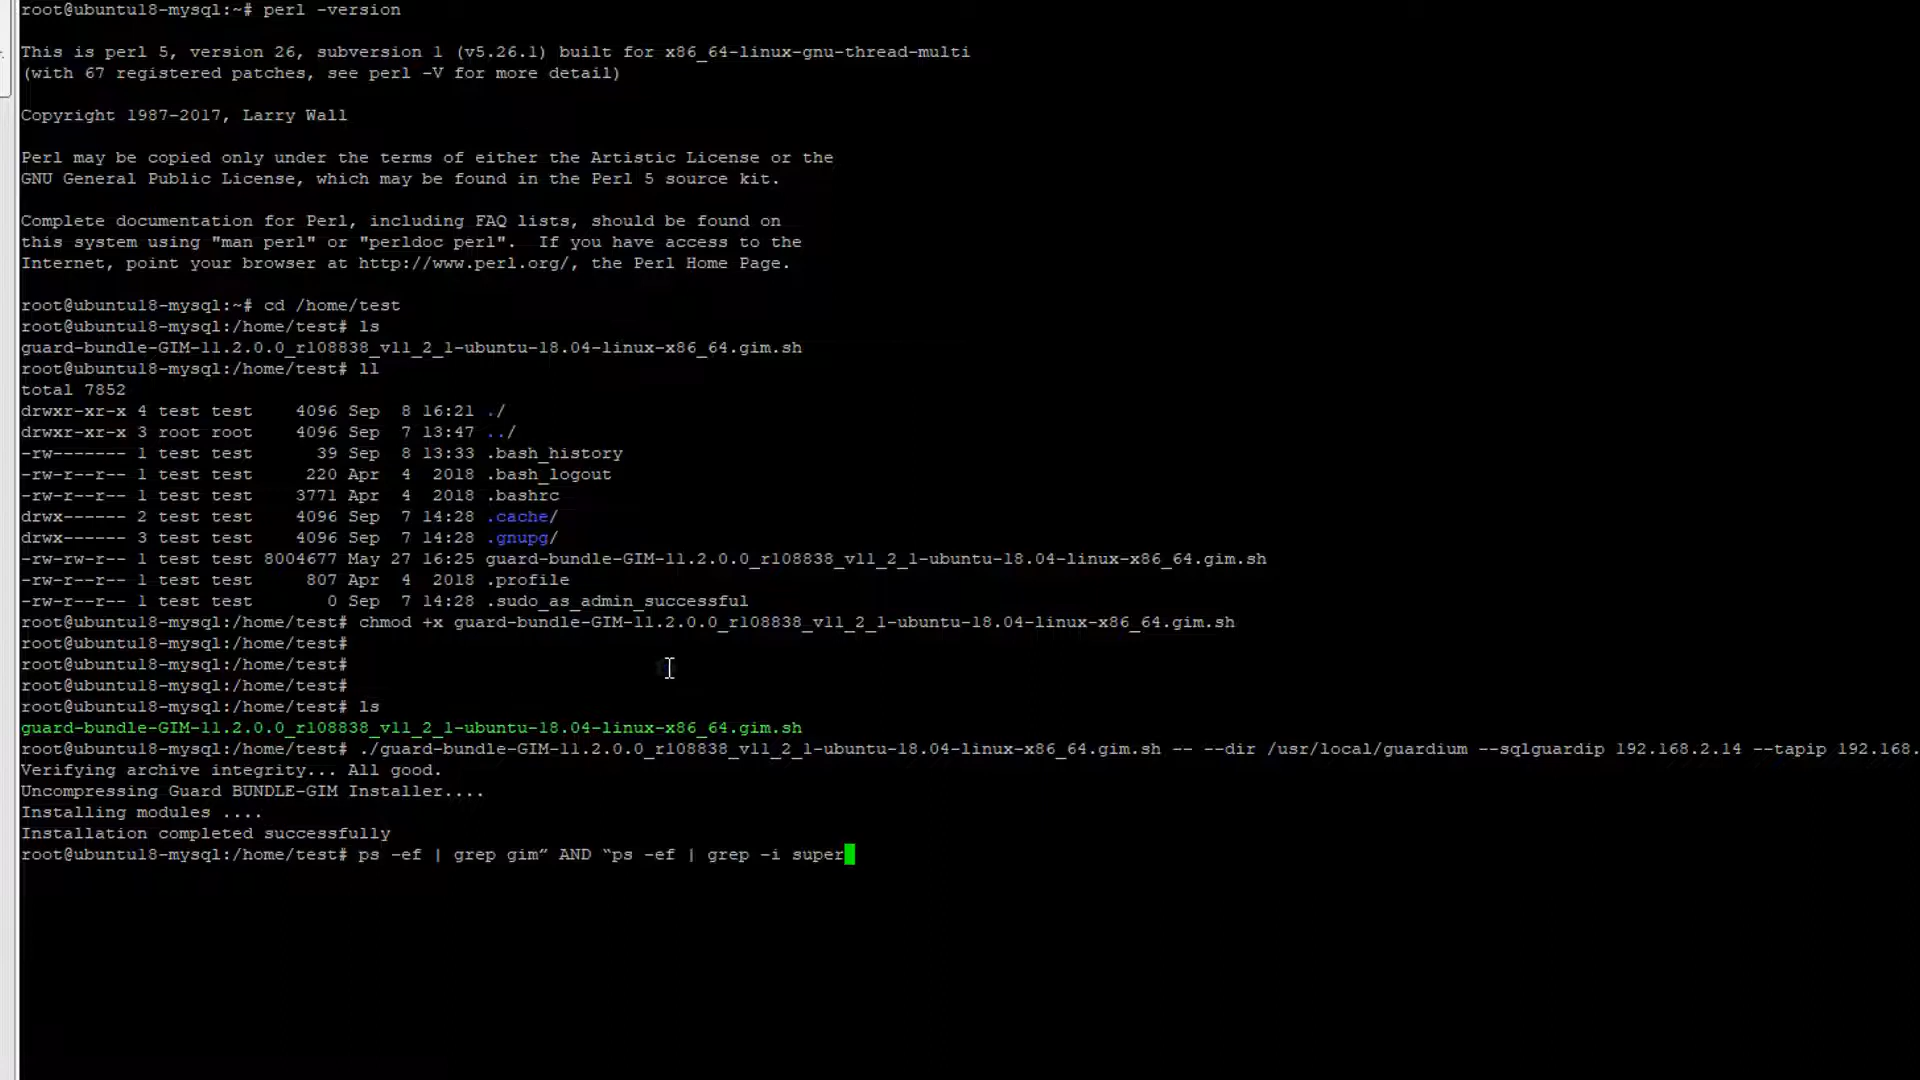 root@ubuntu18-mysql:~# perl -version
This is perl 5, version 26, subversion 1 (v5.26.1) built for x86_64-linux-gnu-thread-multi
(with 67 registered patches, see perl -V for more detail)
Copyright 1987-2017, Larry Wall
Perl may be copied only under the terms of either the Artistic License or the
GNU General Public License, which may be found in the Perl 5 source kit.
Complete documentation for Perl, including FAQ lists, should be found on
this system using "man perl" or "perldoc perl".  If you have access to the
Internet, point your browser at http://www.perl.org/, the Perl Home Page.
root@ubuntu18-mysql:~# cd /home/test
root@ubuntu18-mysql:/home/test# ls
guard-bundle-GIM-11.2.0.0_r108838_v11_2_1-ubuntu-18.04-linux-x86_64.gim.sh
root@ubuntu18-mysql:/home/test# ll
total 7852
drwxr-xr-x 4 test test    4096 Sep  8 16:21 ./
drwxr-xr-x 3 root root    4096 Sep  7 13:47 ../
-rw------- 1 test test      39 Sep  8 13:33 .bash_history
-rw-r--r-- 1 test test     220 Apr  4  2018 .bash_logout
-rw-r--r-- 1 test test    3771 Apr  4  2018 .bashrc
drwx------ 2 test test    4096 Sep  7 14:28 .cache/
drwx------ 3 test test    4096 Sep  7 14:28 .gnupg/
-rw-rw-r-- 1 test test 8004677 May 27 16:25 guard-bundle-GIM-11.2.0.0_r108838_v11_2_1-ubuntu-18.04-linux-x86_64.gim.sh
-rw-r--r-- 1 test test     807 Apr  4  2018 .profile
-rw-r--r-- 1 test test       0 Sep  7 14:28 .sudo_as_admin_successful
root@ubuntu18-mysql:/home/test# chmod +x guard-bundle-GIM-11.2.0.0_r108838_v11_2_1-ubuntu-18.04-linux-x86_64.gim.sh
root@ubuntu18-mysql:/home/test#
root@ubuntu18-mysql:/home/test#
root@ubuntu18-mysql:/home/test#
root@ubuntu18-mysql:/home/test# ls
guard-bundle-GIM-11.2.0.0_r108838_v11_2_1-ubuntu-18.04-linux-x86_64.gim.sh
root@ubuntu18-mysql:/home/test# ./guard-bundle-GIM-11.2.0.0_r108838_v11_2_1-ubuntu-18.04-linux-x86_64.gim.sh -- --dir /usr/local/guardium --sqlguardip 192.168.2.14 --tapip 192.168.
Verifying archive integrity... All good.
Uncompressing Guard BUNDLE-GIM Installer....
Installing modules ....
Installation completed successfully
root@ubuntu18-mysql:/home/test# ps -ef | grep gim” AND “ps -ef | grep -i super